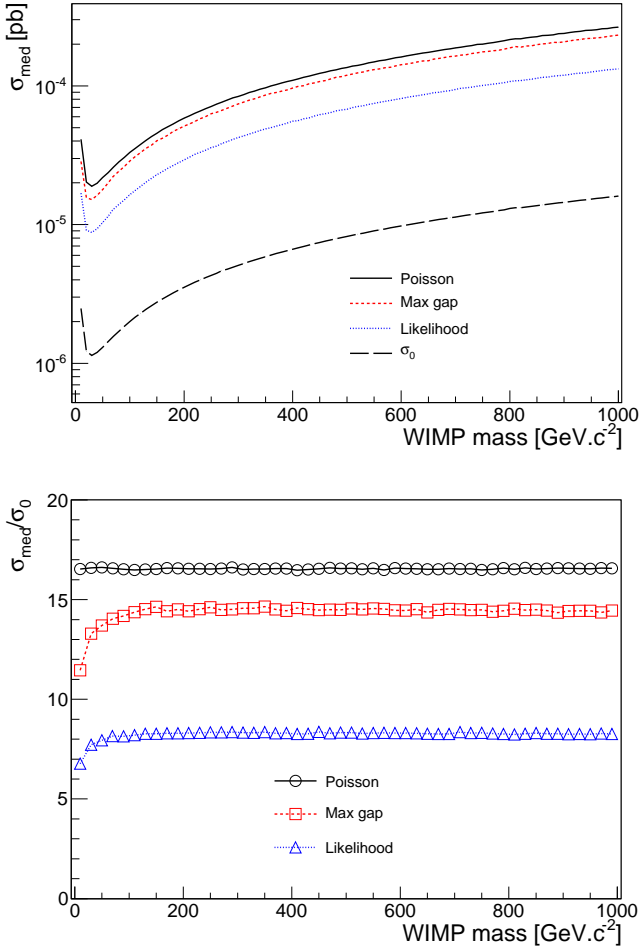 σmed [pb]
10⁻⁴
10⁻⁵
10⁻⁶
Poisson
Max gap
Likelihood
σ₀
0 200 400 600 800 1000
WIMP mass [GeV.c⁻²]
σmed/σ₀
20
15
10
5
0
Poisson
Max gap
Likelihood
0 200 400 600 800 1000
WIMP mass [GeV.c⁻²]